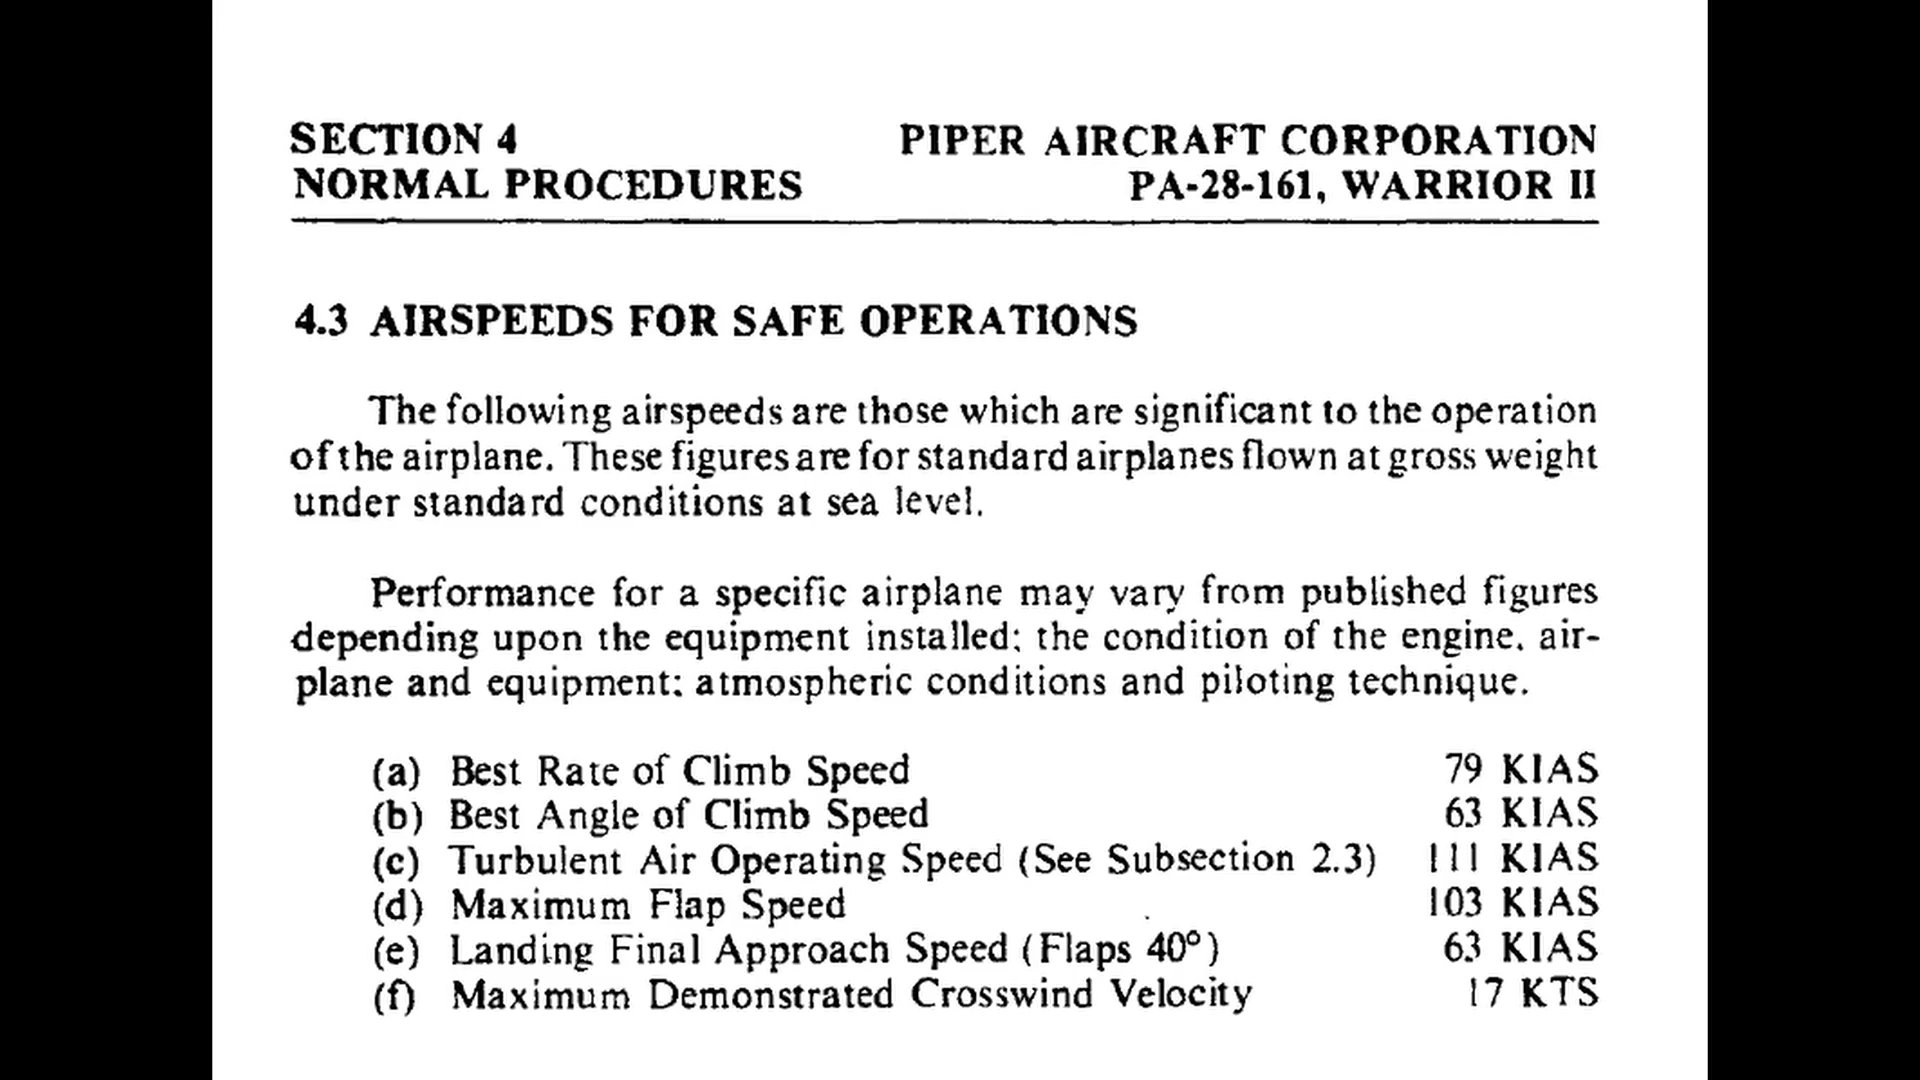 SECTION 4
NORMAL PROCEDURES
PIPER AIRCRAFT CORPORATION
PA-28-161, WARRIOR II
4.3 AIRSPEEDS FOR SAFE OPERATIONS
The following airspeeds are those which are significant to the operation
of the airplane. These figures are for standard airplanes flown at gross weight
under standard conditions at sea level.
Performance for a specific airplane may vary from published figures
depending upon the equipment installed; the condition of the engine, air-
plane and equipment; atmospheric conditions and piloting technique.
(a) Best Rate of Climb Speed 79 KIAS
(b) Best Angle of Climb Speed 63 KIAS
(c) Turbulent Air Operating Speed (See Subsection 2.3) 111 KIAS
(d) Maximum Flap Speed 103 KIAS
(e) Landing Final Approach Speed (Flaps 40°) 63 KIAS
(f) Maximum Demonstrated Crosswind Velocity 17 KTS